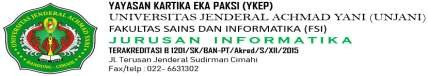 YAYASAN KARTIKA EKA PAKSI (YKEP)
UNIVERSITAS JENDERAL ACHMAD YANI (UNJANI)
FAKULTAS SAINS DAN INFORMATIKA (FSI)
JURUSAN INFORMATIKA
TERAKREDITASI B 1201/SK/BAN-PT/Akred/S/XII/2015
Jl. Terusan Jenderal Sudirman Cimahi
Fax/telp : 022- 6631302